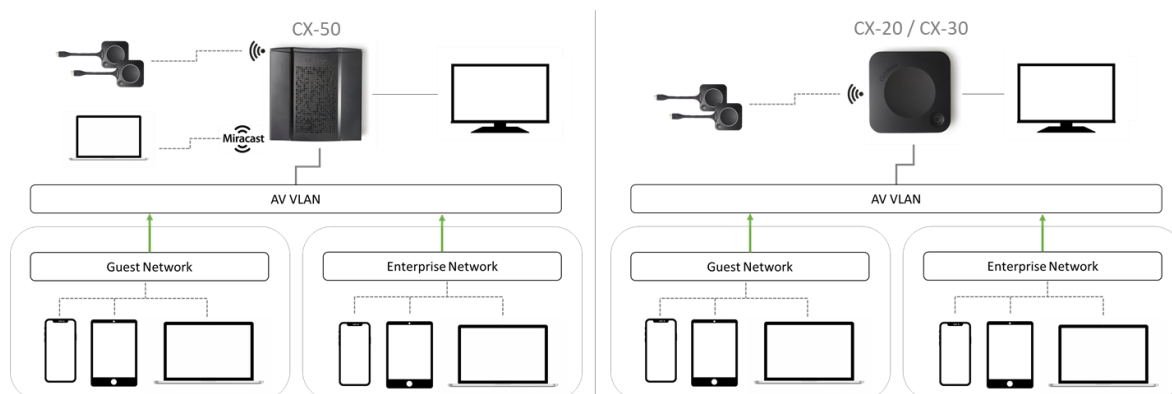 CX-50
Miracast
AV VLAN
Guest Network
Enterprise Network
CX-20 / CX-30
AV VLAN
Guest Network
Enterprise Network